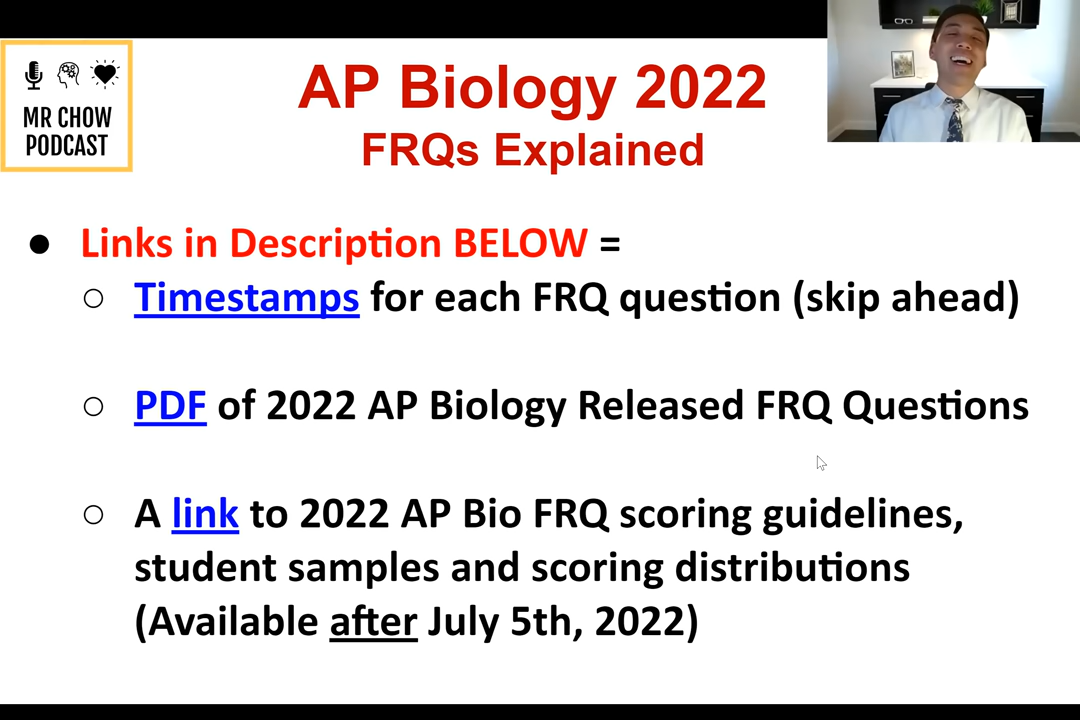 MR CHOW
PODCAST
AP Biology 2022
FRQs Explained
● Links in Description BELOW =
○ Timestamps for each FRQ question (skip ahead)
○ PDF of 2022 AP Biology Released FRQ Questions
○ A link to 2022 AP Bio FRQ scoring guidelines,
student samples and scoring distributions
(Available after July 5th, 2022)